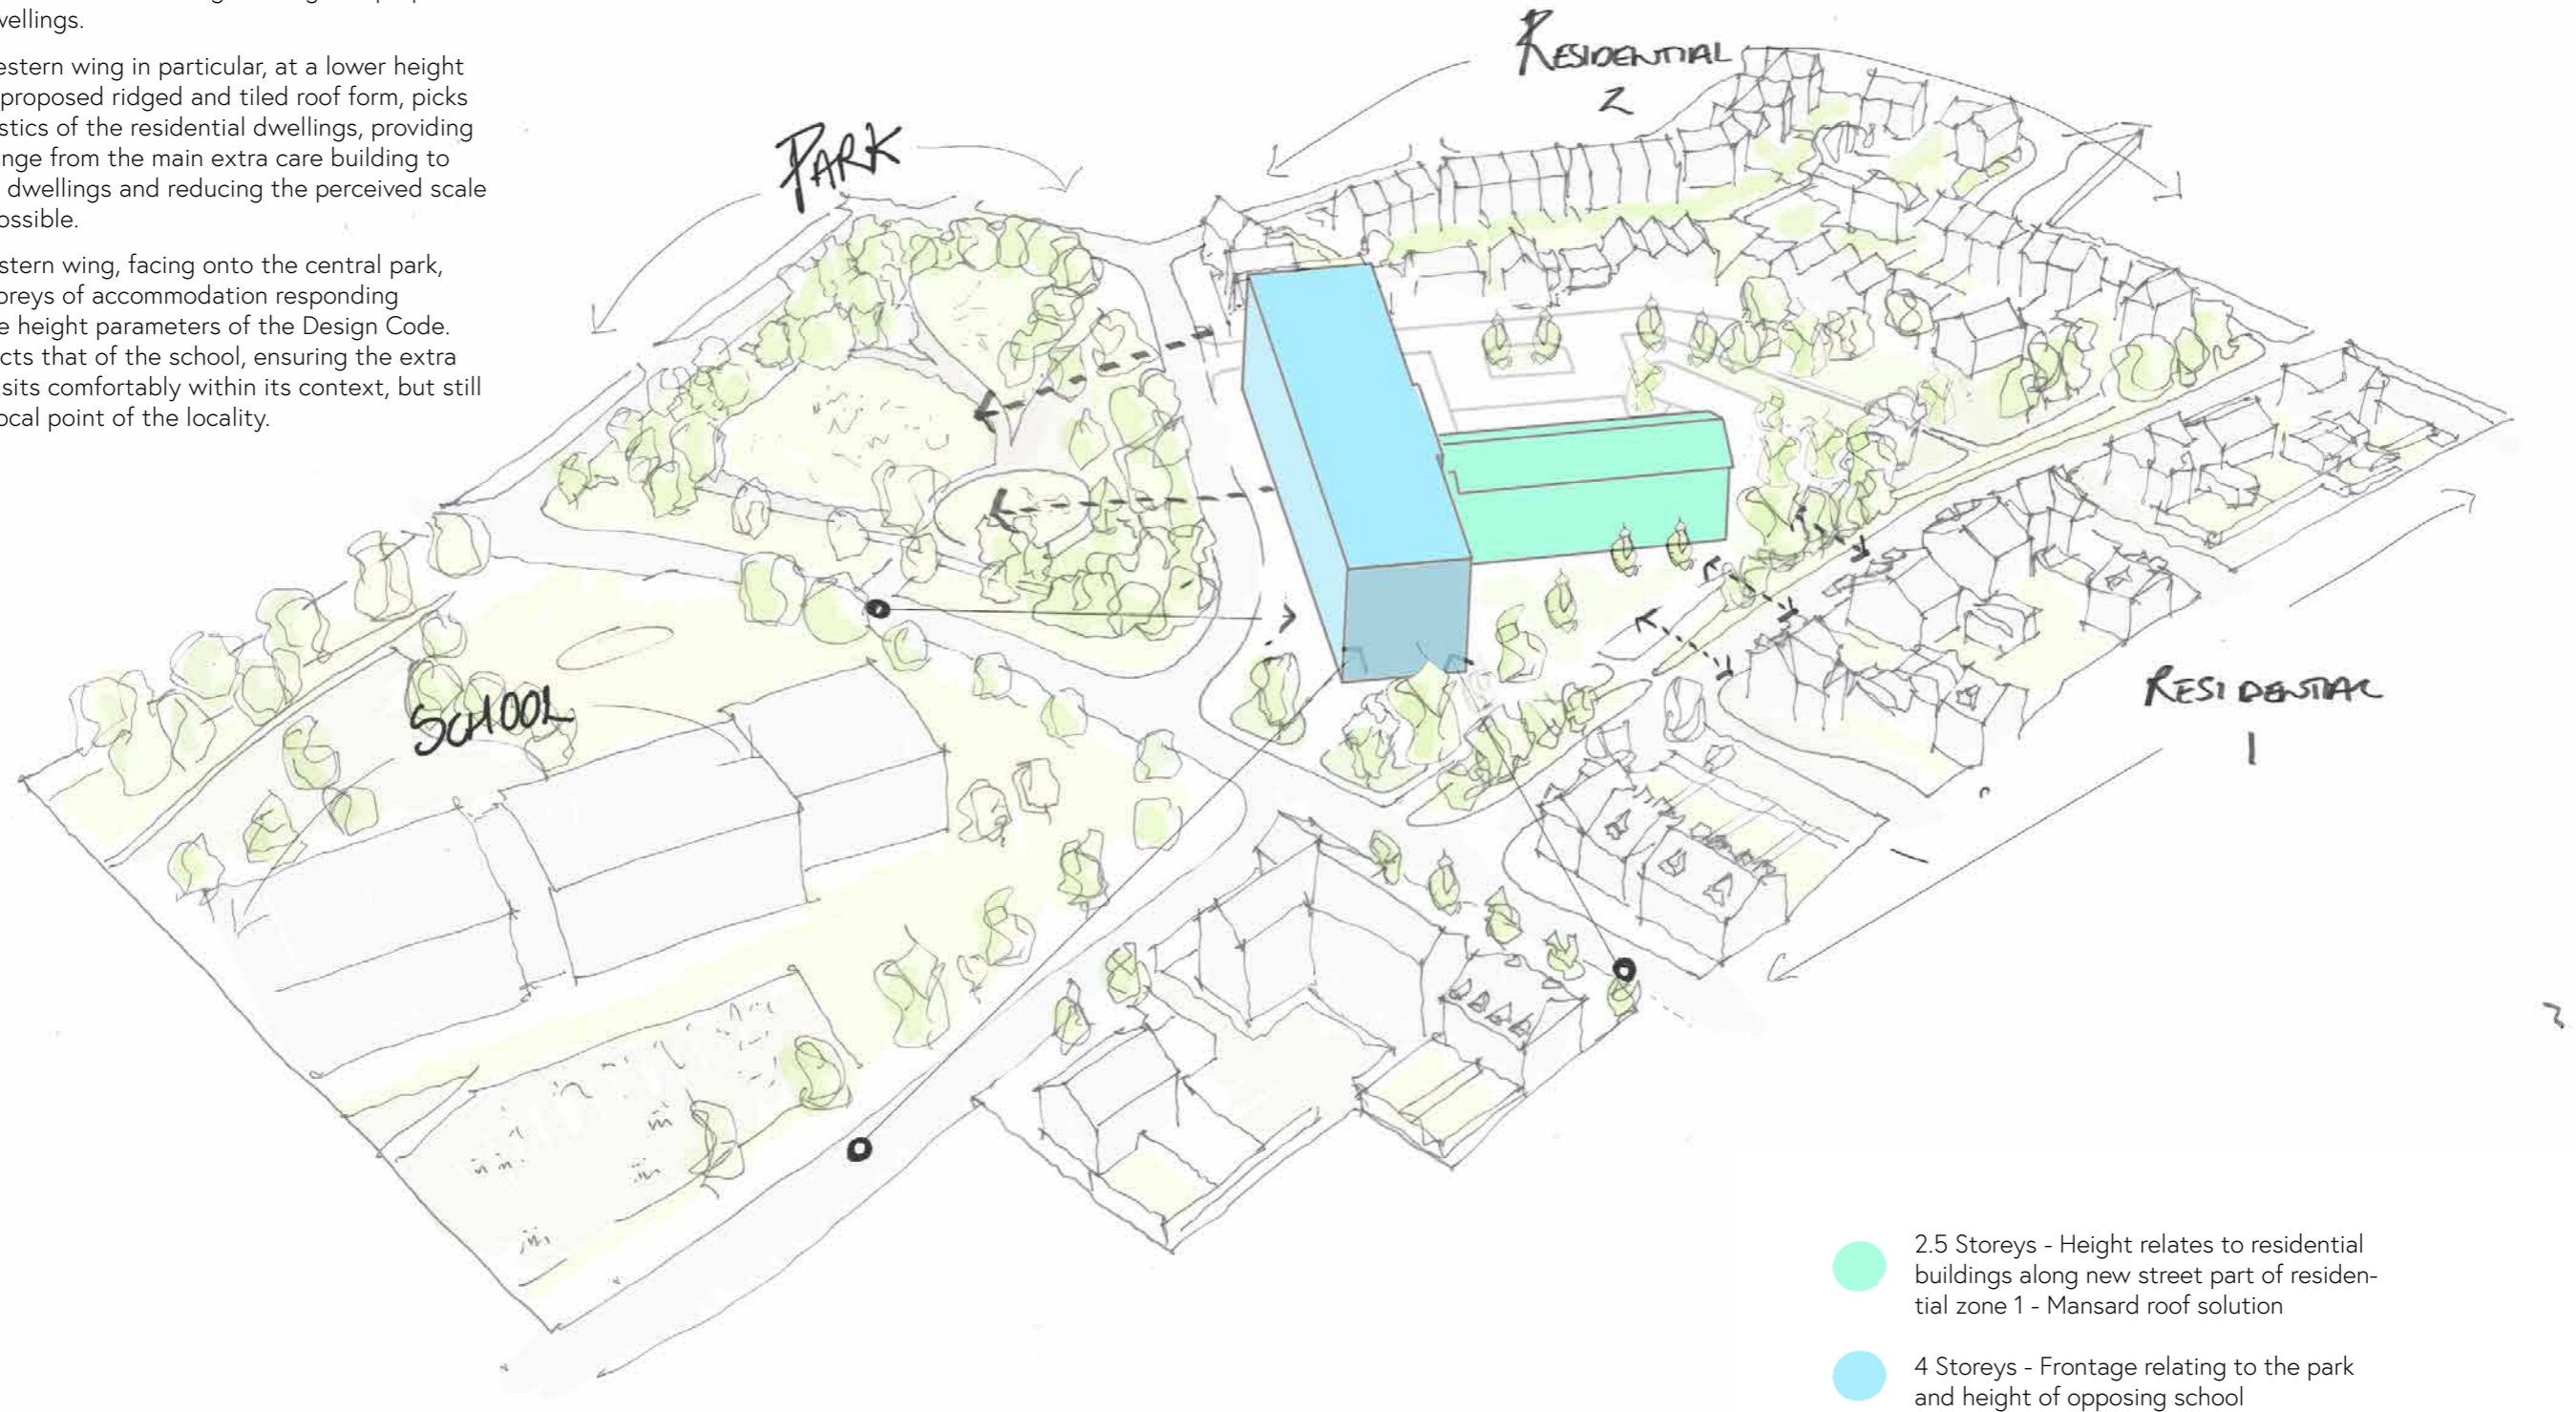 vellings.
estern wing in particular, at a lower height
proposed ridged and tiled roof form, picks
stics of the residential dwellings, providing
nge from the main extra care building to
dwellings and reducing the perceived scale
ossible.
stern wing, facing onto the central park,
oreys of accommodation responding
e height parameters of the Design Code.
cts that of the school, ensuring the extra
sits comfortably within its context, but still
ocal point of the locality.
RESIDENTIAL
2
PARK
SCHOOL
RESIDENTIAL
1
2.5 Storeys - Height relates to residential
buildings along new street part of residen-
tial zone 1 - Mansard roof solution
4 Storeys - Frontage relating to the park
and height of opposing school